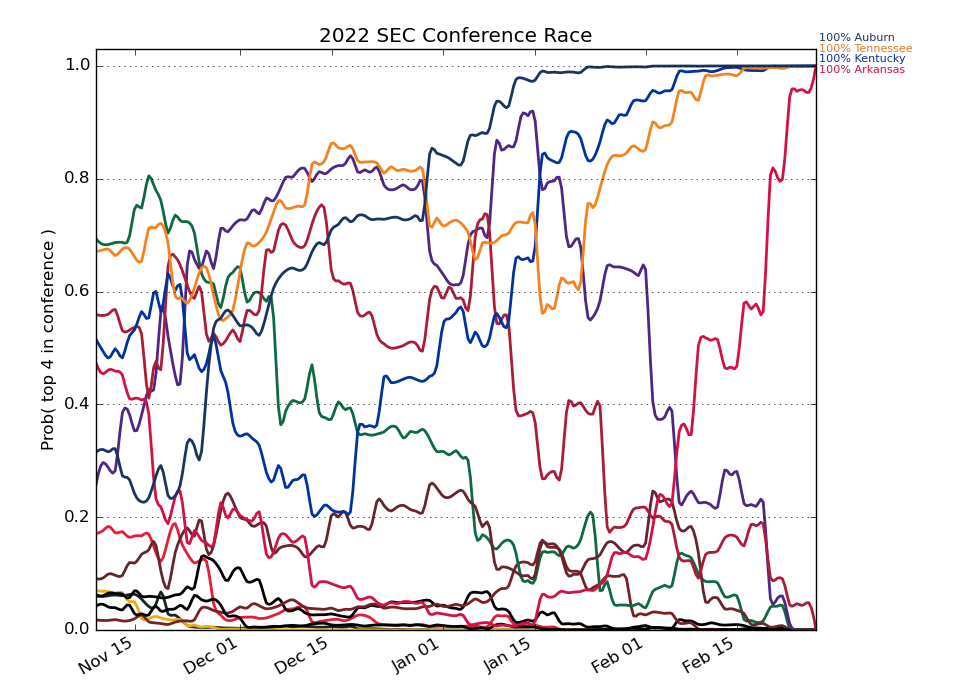 2022 SEC Conference Race
100% Auburn
100% Tennessee
100% Kentucky
100% Arkansas
Prob( top 4 in conference )
1.0
0.8
0.6
0.4
0.2
0.0
Nov 15
Dec 01
Dec 15
Jan 01
Jan 15
Feb 01
Feb 15